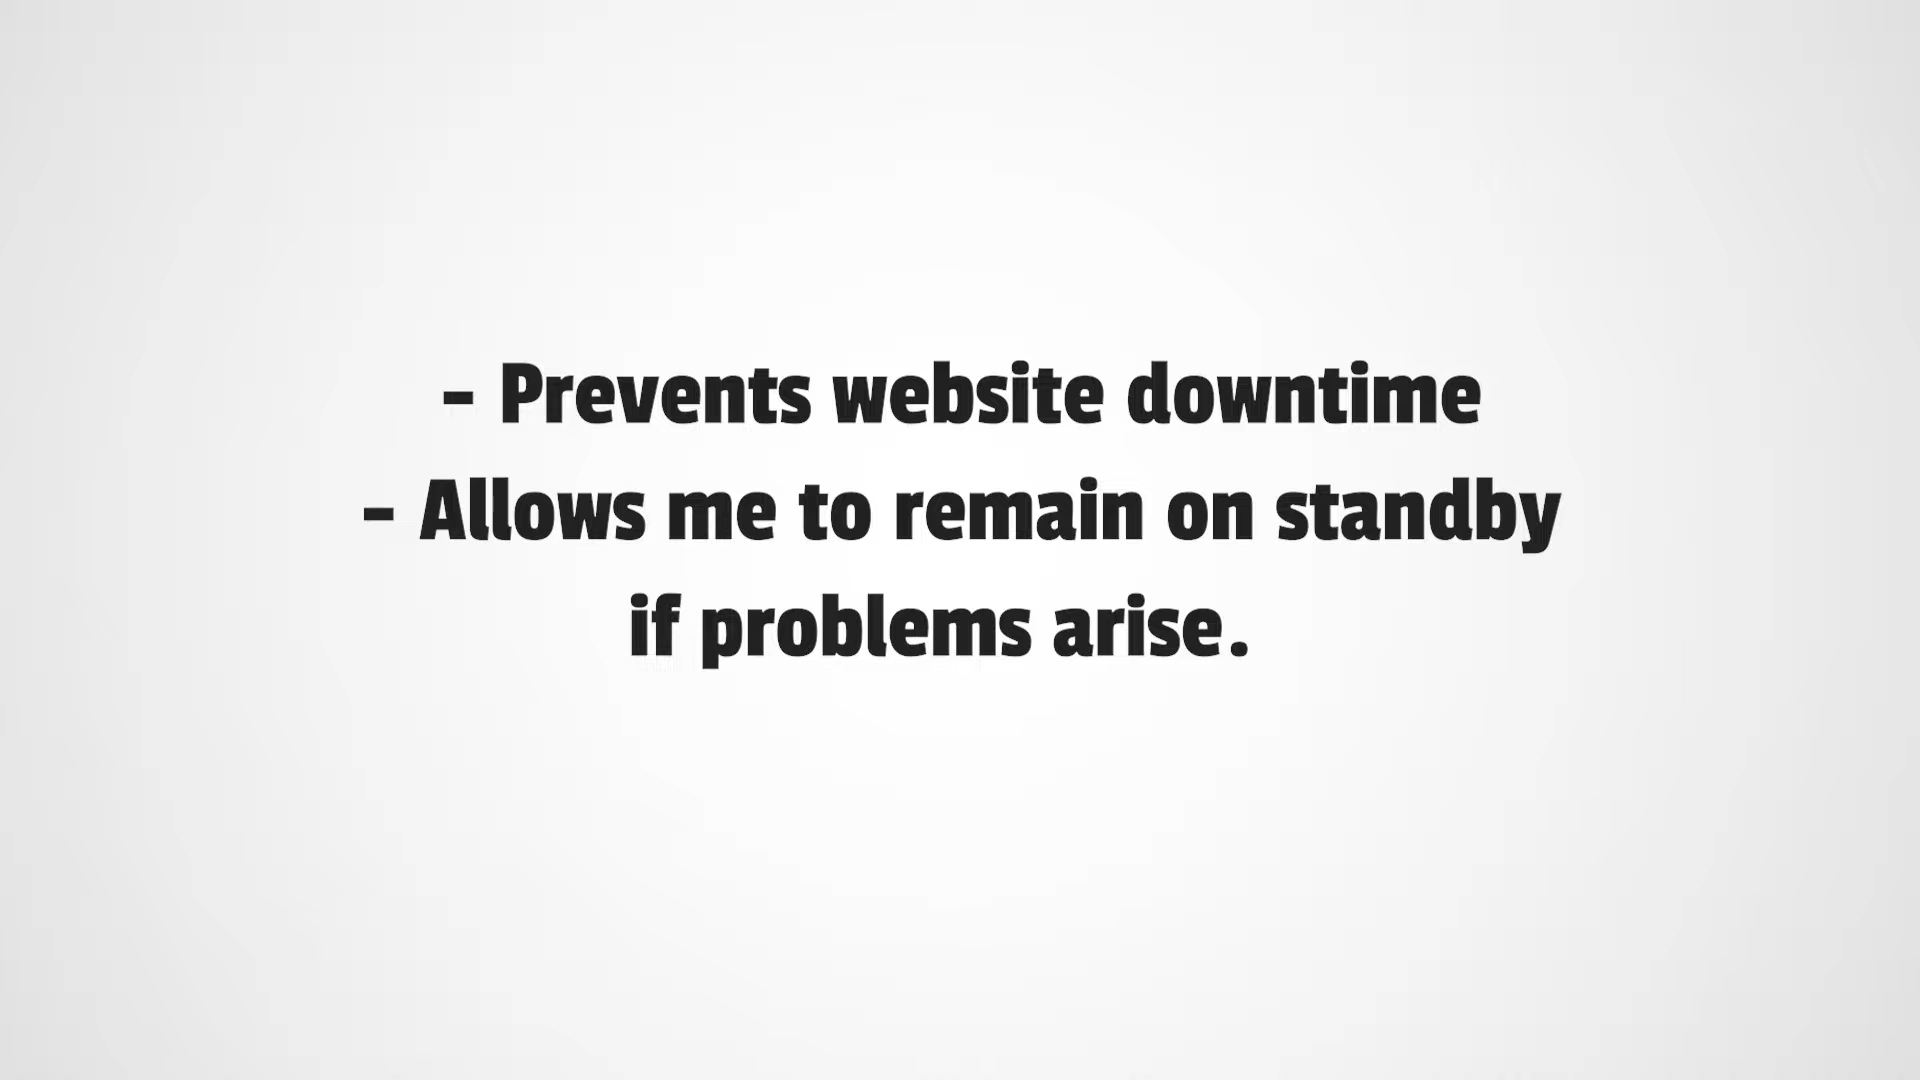 - Prevents website downtime
- Allows me to remain on standby
if problems arise.